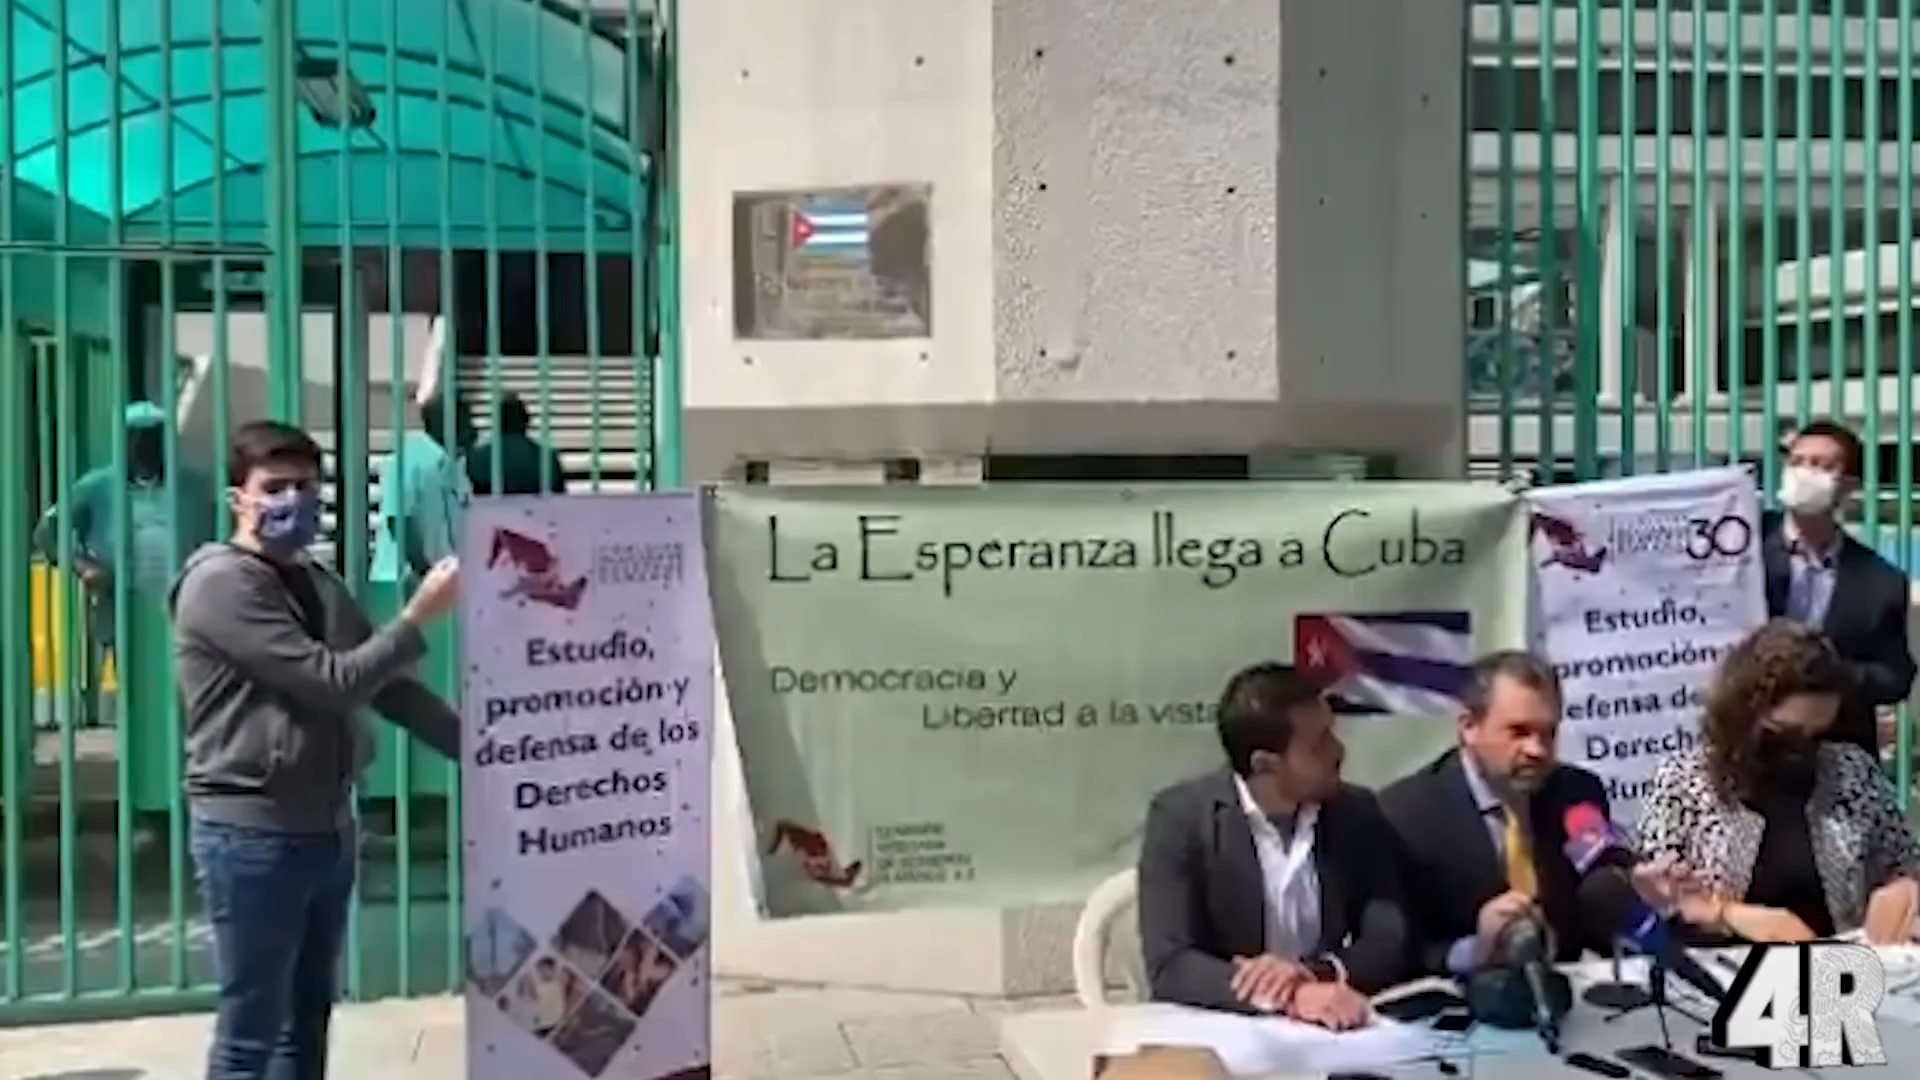 La Esperanza llega a Cuba
Democracia y
Libertad a la vista
Estudio,
promoción y
defensa de los
Derechos
Humanos
30
Estudio,
promoción
efensa de
Derech
Hum
4R